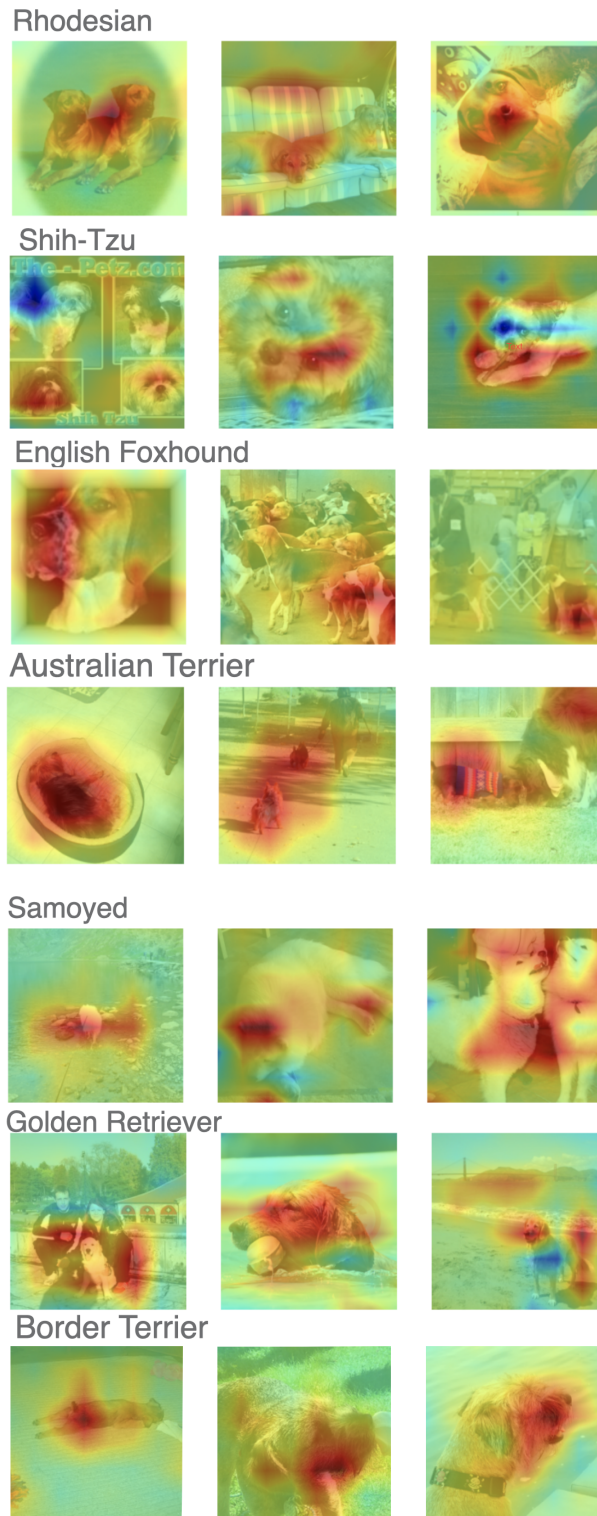 Rhodesian
Shih-Tzu
The - Petz.com
Shih Tzu
English Foxhound
Australian Terrier
Samoyed
Golden Retriever
Border Terrier